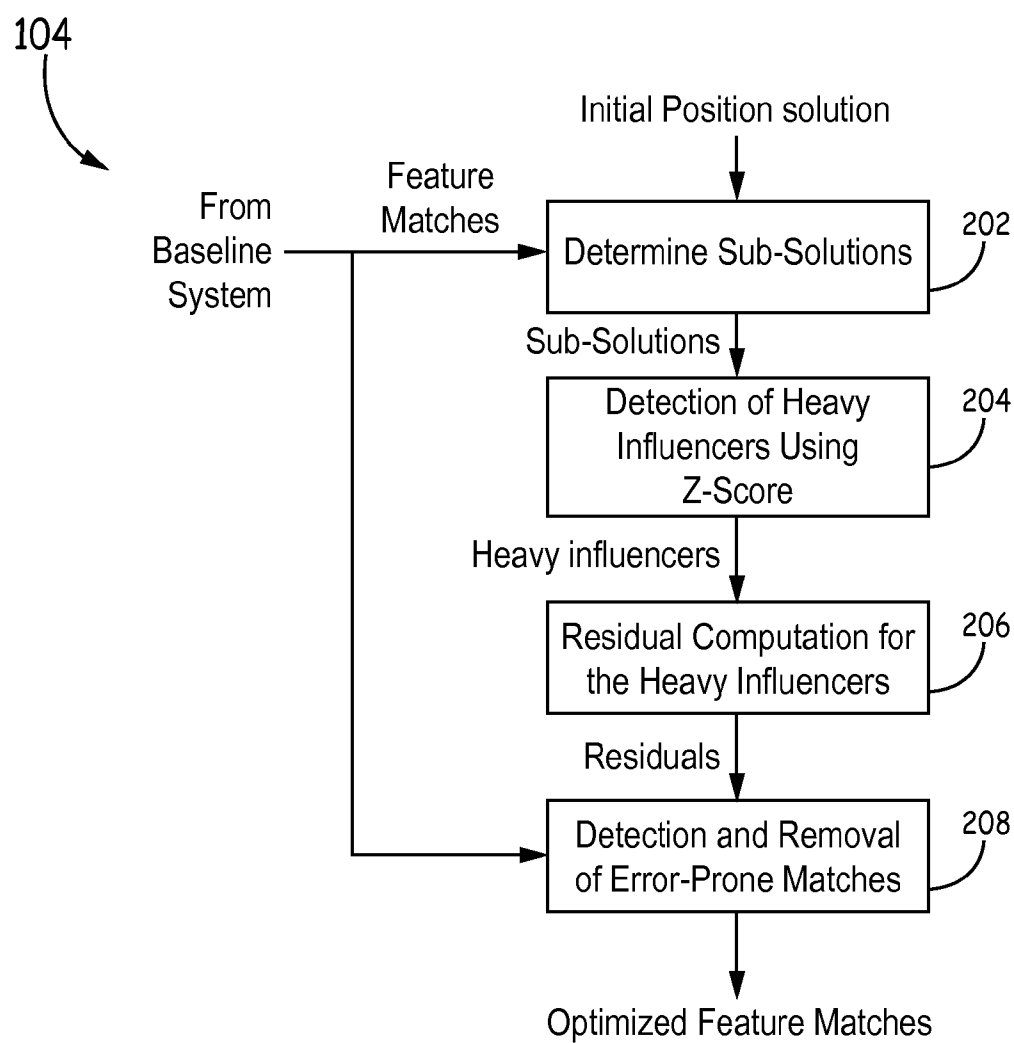 104
Initial Position solution
Feature
Matches
From
Baseline
System
Determine Sub-Solutions
202
Sub-Solutions
Detection of Heavy
Influencers Using
Z-Score
204
Heavy influencers
Residual Computation for
the Heavy Influencers
206
Residuals
Detection and Removal
of Error-Prone Matches
208
Optimized Feature Matches